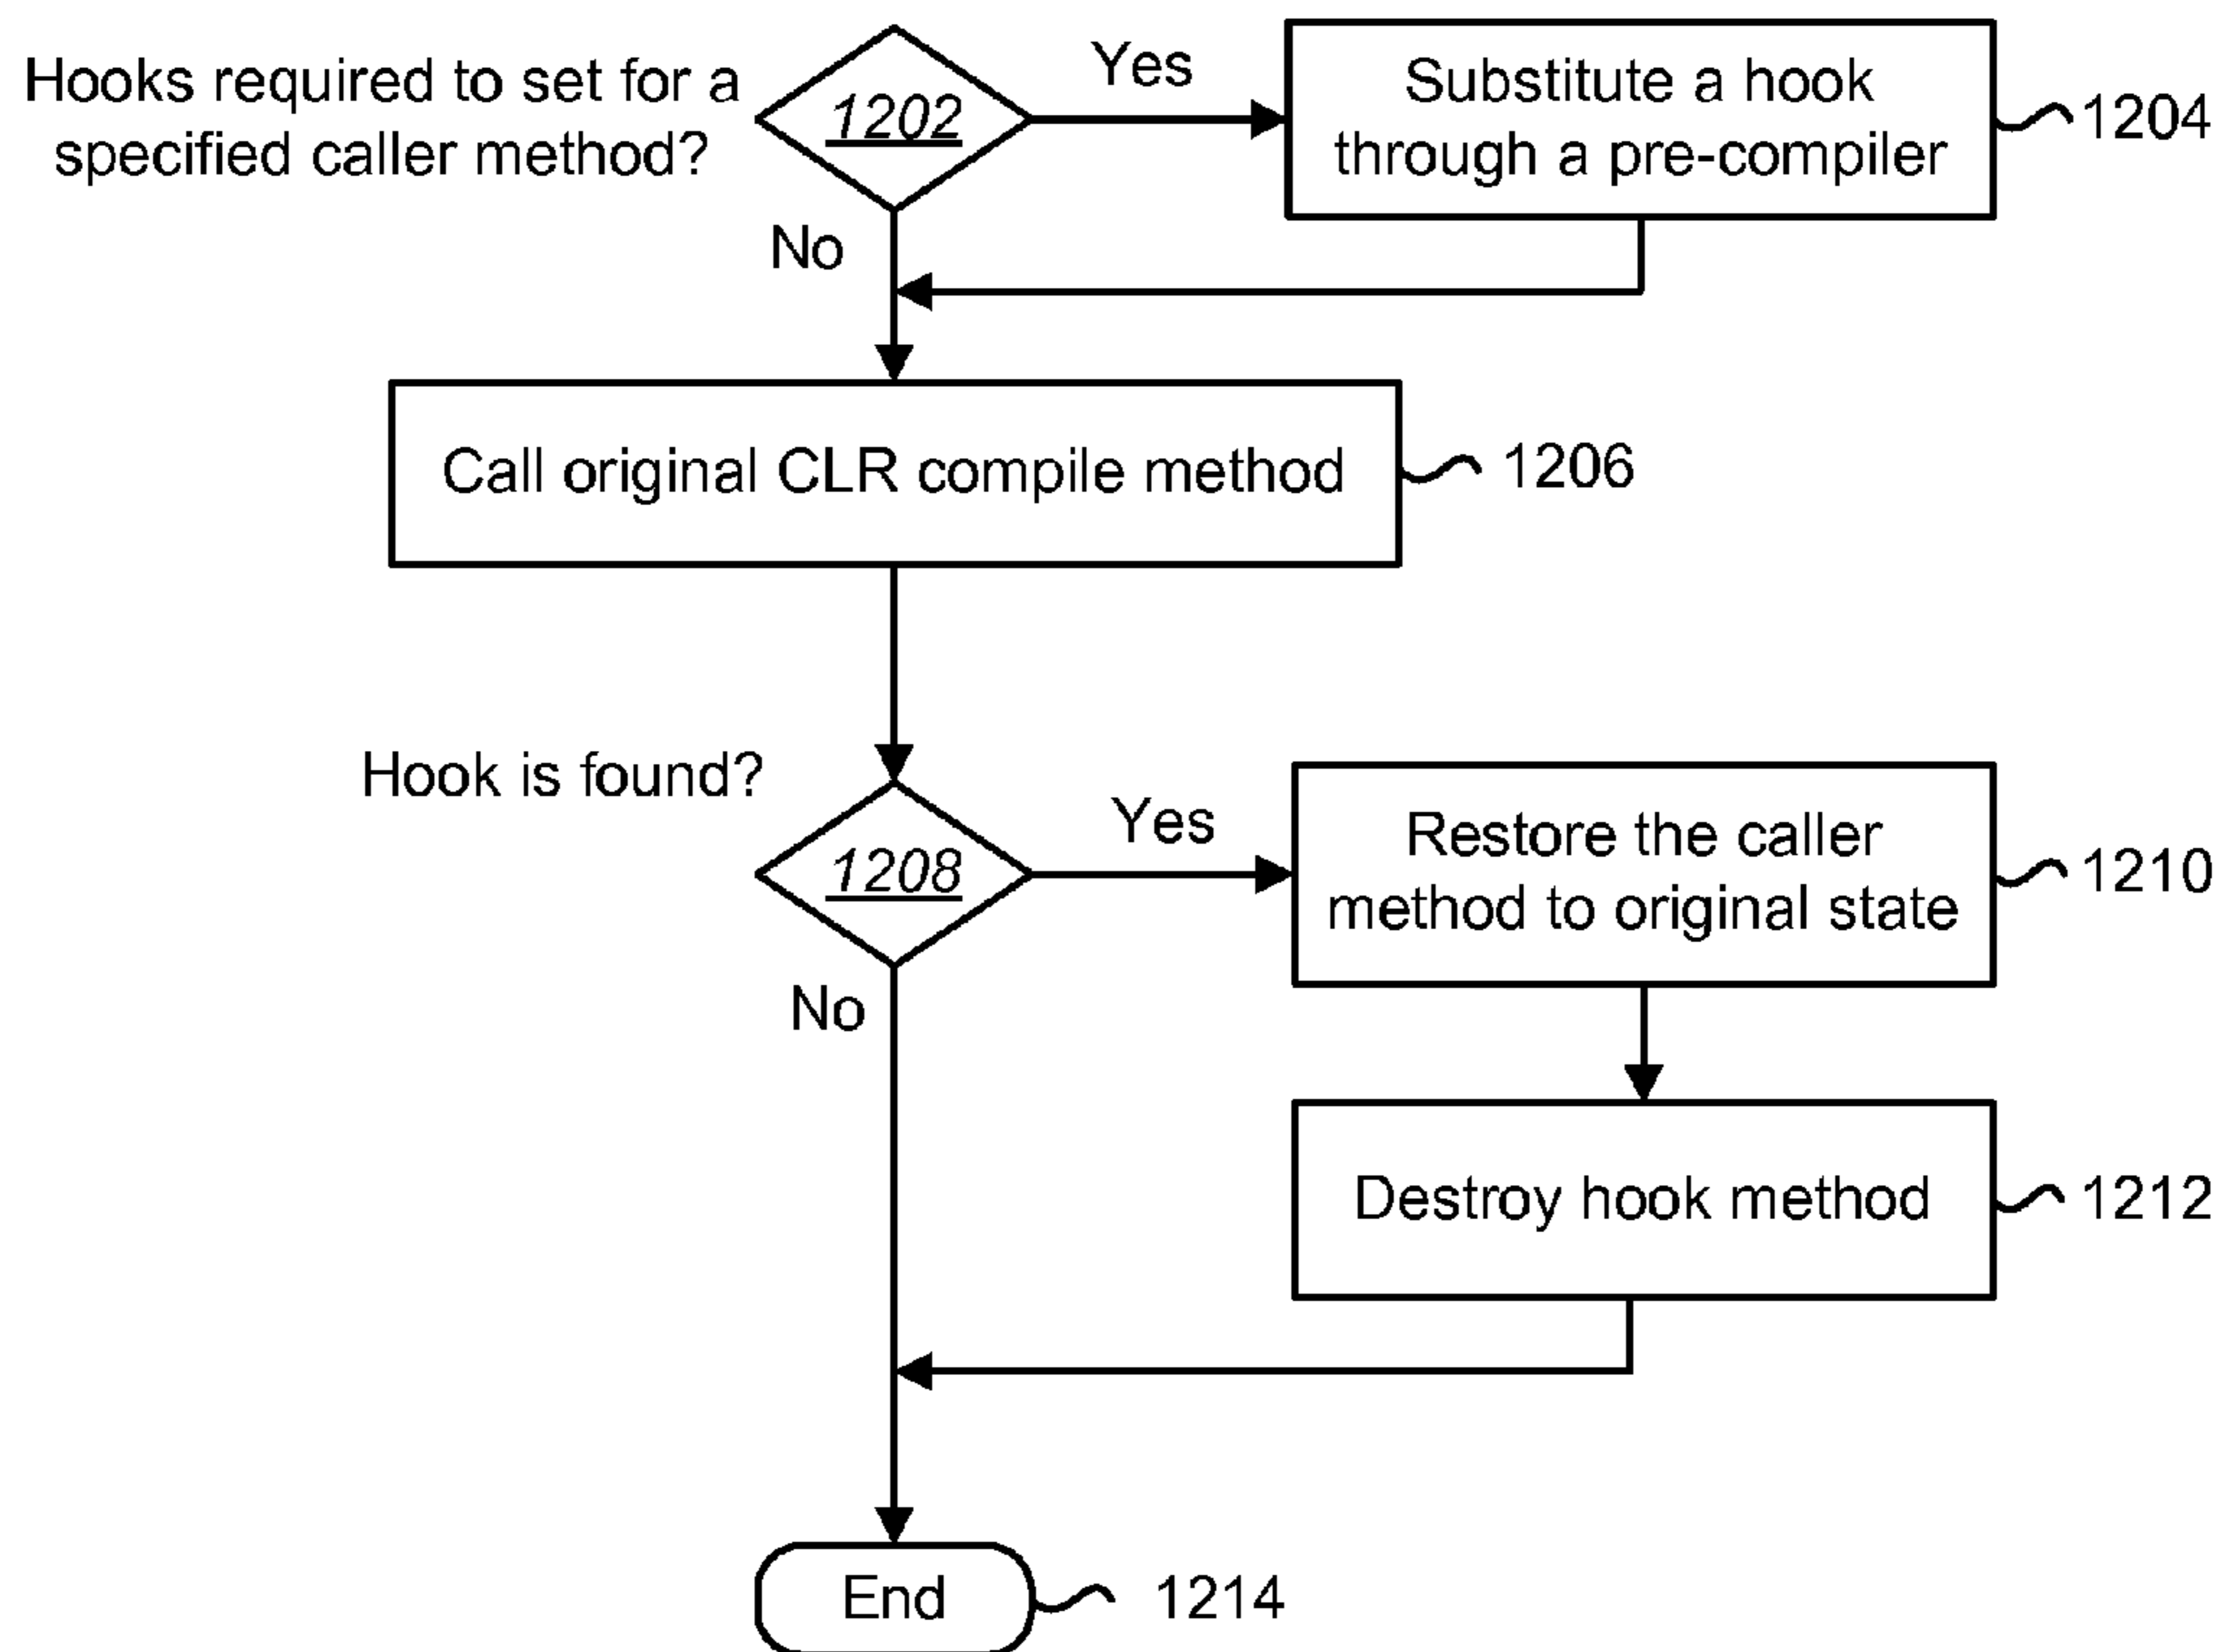 Hooks required to set for a
specified caller method?
1202
Yes
Substitute a hook
through a pre-compiler
1204
No
Call original CLR compile method
1206
Hook is found?
1208
Yes
Restore the caller
method to original state
1210
No
Destroy hook method
1212
End
1214